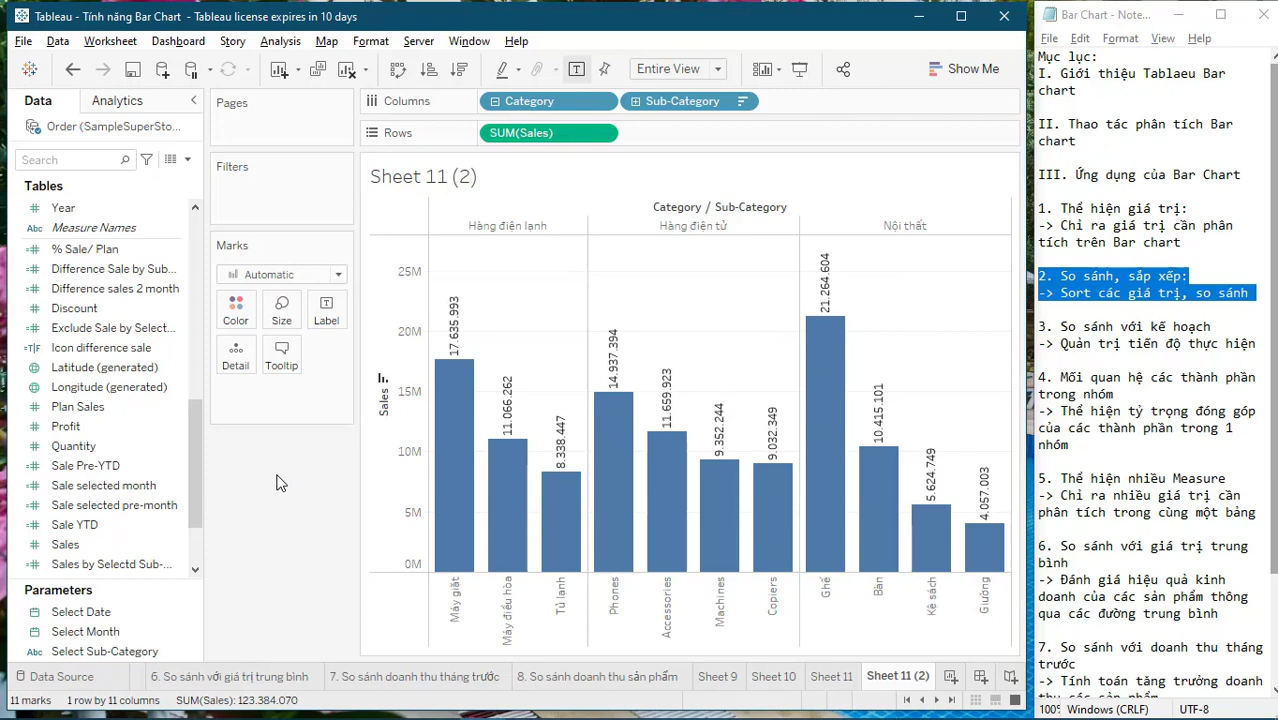 Tableau - Tính năng Bar Chart - Tableau license expires in 10 days
File Data Worksheet Dashboard Story Analysis Map Format Server Window Help
Entire View
Show Me
Data Analytics
Order (SampleSuperSto...
Search
Tables
Year
Abc Measure Names
% Sale/ Plan
Difference Sale by Sub...
Difference sales 2 month
Discount
Exclude Sale by Select...
Icon difference sale
Latitude (generated)
Longitude (generated)
Plan Sales
Profit
Quantity
Sale Pre-YTD
Sale selected month
Sale selected pre-month
Sale YTD
Sales
Sales by Selectd Sub-...
Parameters
Select Date
Select Month
Abc Select Sub-Category
Pages
Filters
Marks
Automatic
Color Size Label
Detail Tooltip
Columns Category Sub-Category
Rows SUM(Sales)
Sheet 11 (2)
Category / Sub-Category
Hàng điện lạnh Hàng điện tử Nội thất
Sales
25M
20M
15M
10M
5M
0M
17.635.993
11.066.262
8.338.447
14.937.394
11.659.923
9.352.244
9.032.349
21.264.604
10.415.101
5.624.749
4.057.003
Máy giặt
Máy điều hòa
Tủ lạnh
Phones
Accessories
Machines
Copiers
Ghế
Bàn
Kệ sách
Giường
Data Source 6. So sánh với giá trị trung bình 7. So sánh doanh thu tháng trước 8. So sánh doanh thu sản phẩm Sheet 9 Sheet 10 Sheet 11 Sheet 11 (2)
11 marks 1 row by 11 columns SUM(Sales): 123.384.070
Bar Chart - Note...
File Edit Format View Help
Mục lục:
I. Giới thiệu Tablaeu Bar
chart
II. Thao tác phân tích Bar
chart
III. Ứng dụng của Bar Chart
1. Thể hiện giá trị:
-> Chỉ ra giá trị cần phân
tích trên Bar chart
2. So sánh, sắp xếp:
-> Sort các giá trị, so sánh
3. So sánh với kế hoạch
-> Quản trị tiến độ thực hiện
4. Mối quan hệ các thành phần
trong nhóm
-> Thể hiện tỷ trọng đóng góp
của các thành phần trong 1
nhóm
5. Thể hiện nhiều Measure
-> Chỉ ra nhiều giá trị cần
phân tích trong cùng một bảng
6. So sánh với giá trị trung
bình
-> Đánh giá hiệu quả kinh
doanh của các sản phẩm thông
qua các đường trung bình
7. So sánh với doanh thu tháng
trước
-> Tính toán tăng trưởng doanh
thu các sản phẩm
100% Windows (CRLF) UTF-8